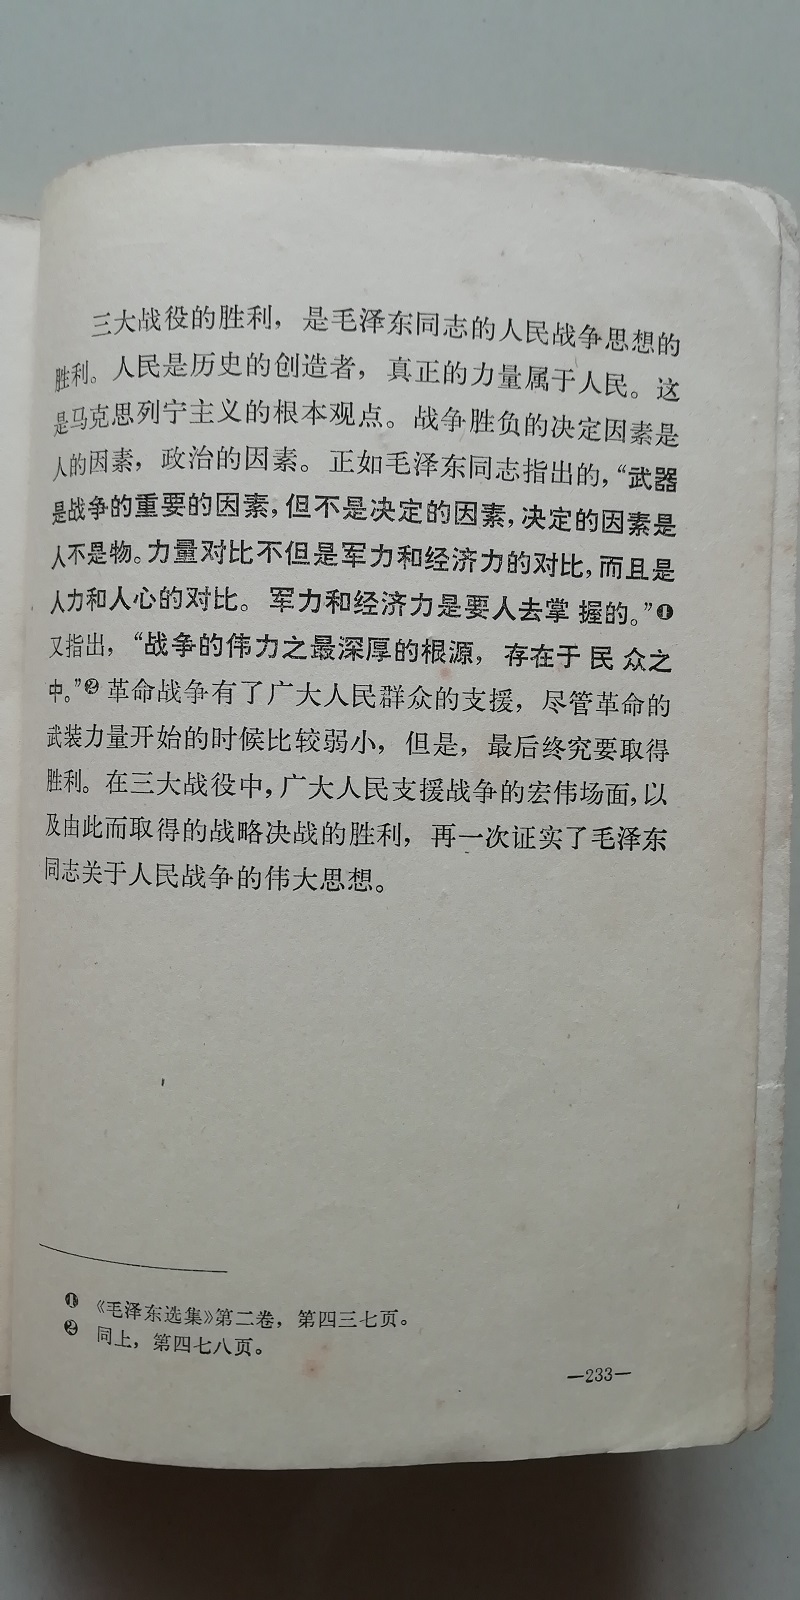 三大战役的胜利，是毛泽东同志的人民战争思想的
胜利。人民是历史的创造者，真正的力量属于人民。这
是马克思列宁主义的根本观点。战争胜负的决定因素是
人的因素，政治的因素。正如毛泽东同志指出的，“武器
是战争的重要的因素，但不是决定的因素，决定的因素是
人不是物。力量对比不但是军力和经济力的对比，而且是
人力和人心的对比。军力和经济力是要人去掌握的。”❶
又指出，“战争的伟力之最深厚的根源，存在于民众之
中。”❷革命战争有了广大人民群众的支援，尽管革命的
武装力量开始的时候比较弱小，但是，最后终究要取得
胜利。在三大战役中，广大人民支援战争的宏伟场面，以
及由此而取得的战略决战的胜利，再一次证实了毛泽东
同志关于人民战争的伟大思想。
❶ 《毛泽东选集》第二卷，第四三七页。
❷ 同上，第四七八页。
—233—